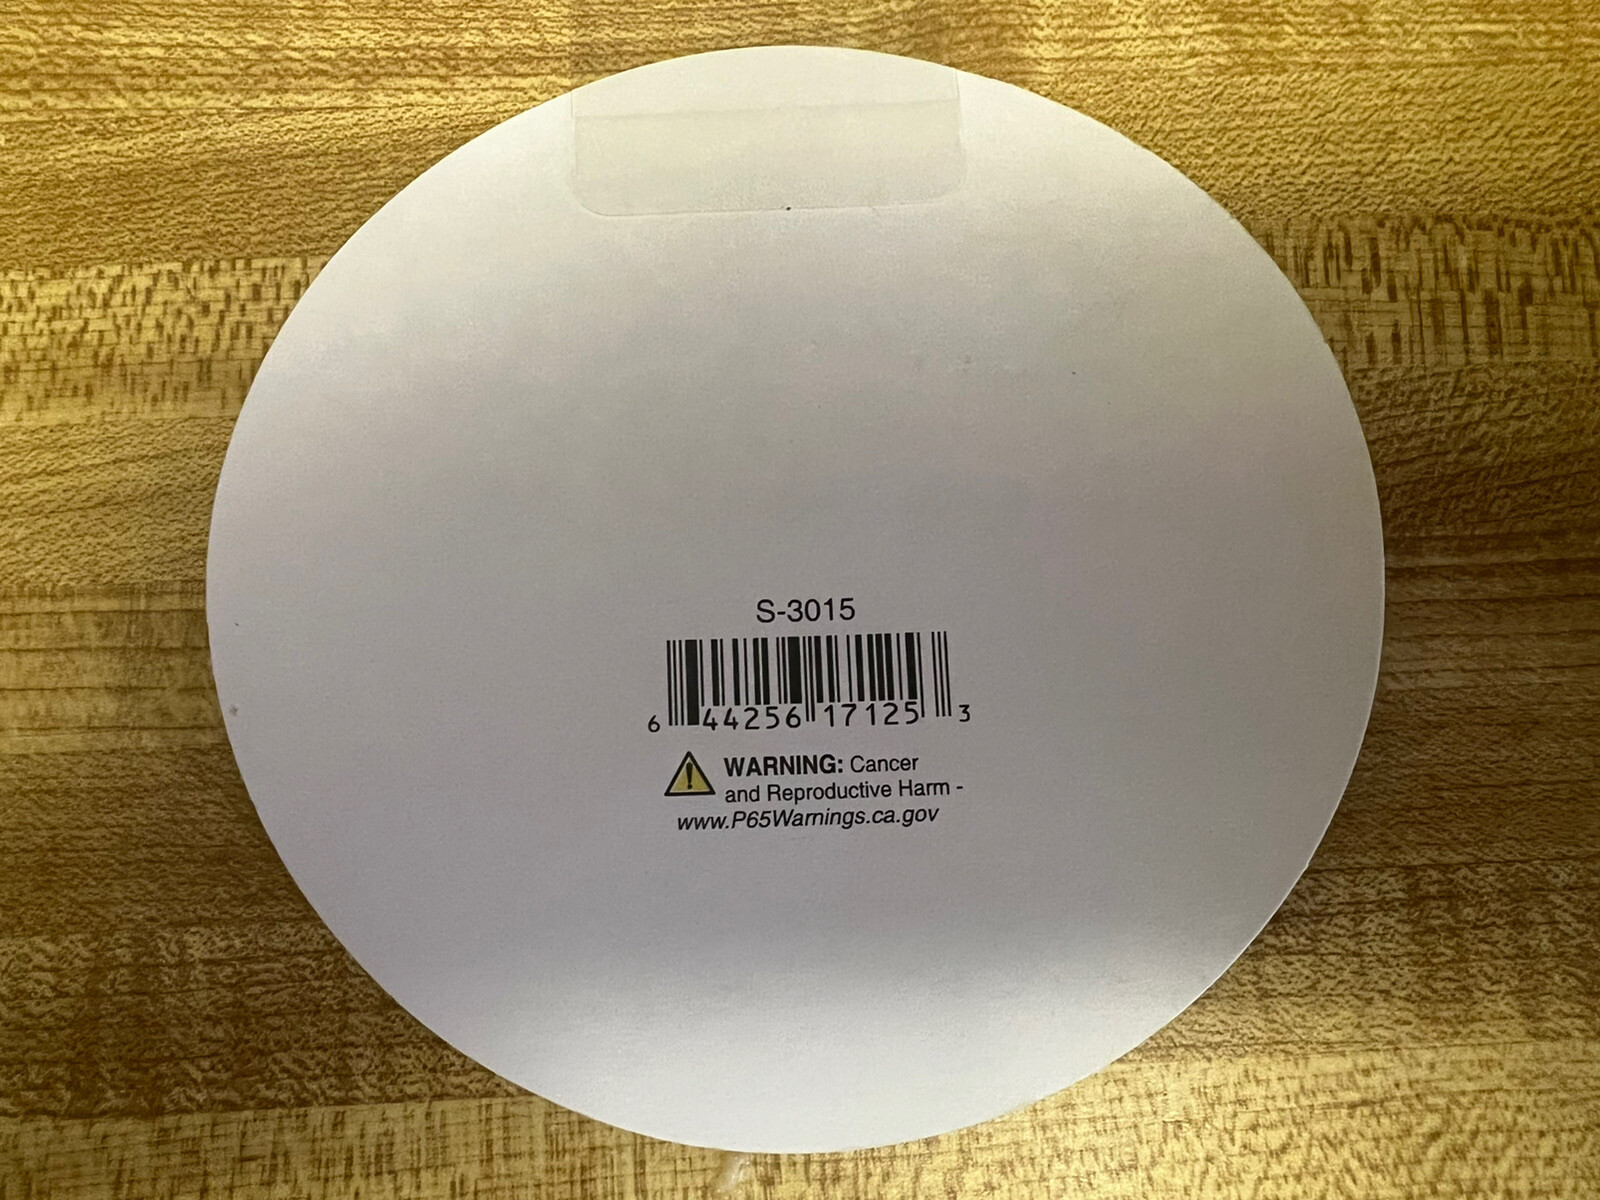 S-3015
6 44256 17125 3
WARNING: Cancer
and Reproductive Harm -
www.P65Warnings.ca.gov